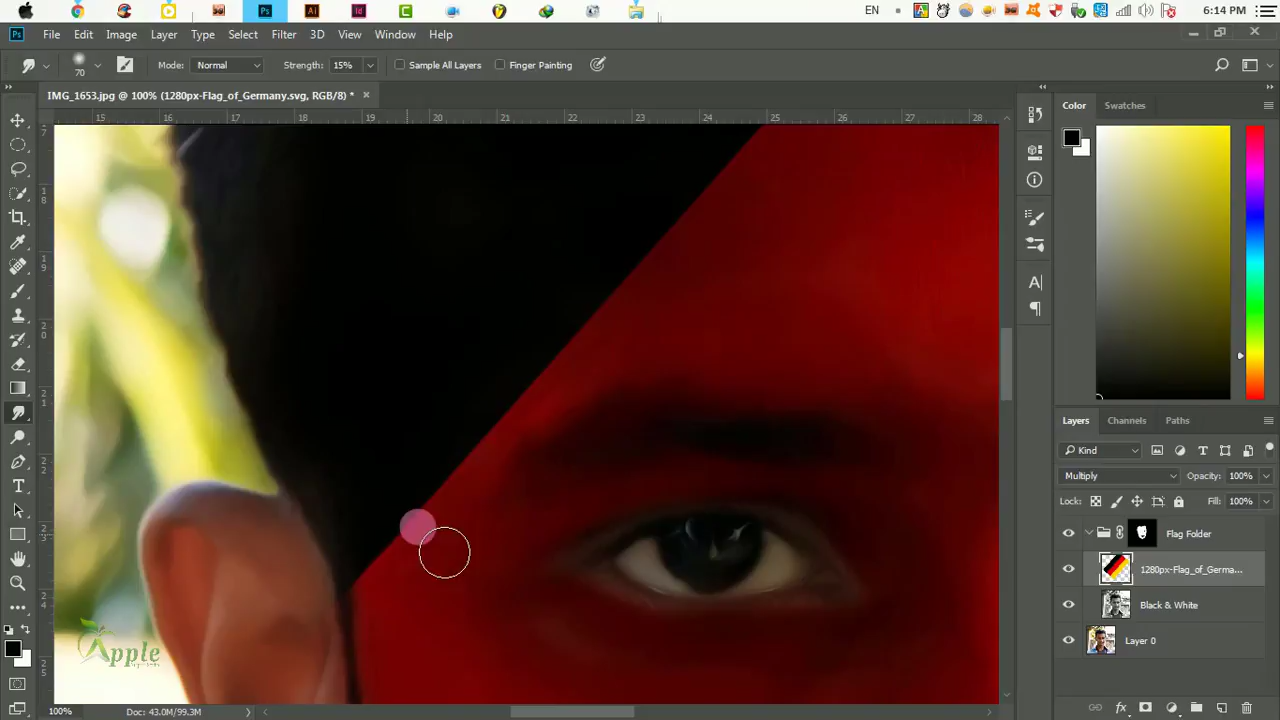 EN
6:14 PM
File Edit Image Layer Type Select Filter 3D View Window Help
70 Mode: Normal Strength: 15% Sample All Layers Finger Painting
IMG_1653.jpg @ 100% (1280px-Flag_of_Germany.svg, RGB/8) *
15 16 17 18 19 20 21 22 23 24 25 26 27 28
Color Swatches
Layers Channels Paths
Kind
Multiply Opacity: 100%
Lock: Fill: 100%
Flag Folder
1280px-Flag_of_Germa...
Black & White
Layer 0
Apple
100% Doc: 43.0M/99.3M